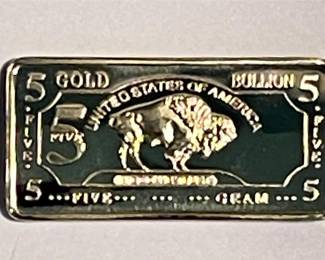 5 GOLD BULLION 5
UNITED STATES OF AMERICA
5
FIVE
·FIVE·
·FIVE·
5 ···FIVE··· GRAM ··· 5